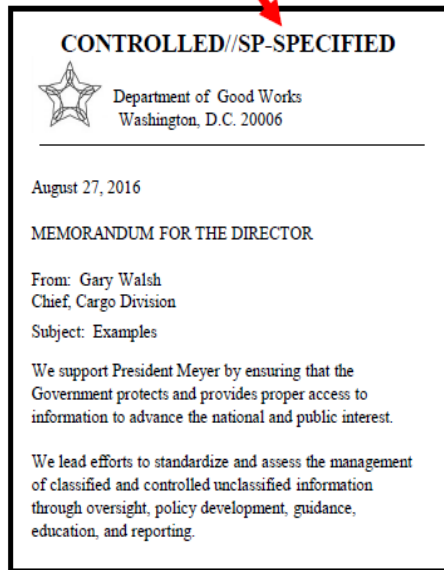 CONTROLLED//SP-SPECIFIED
Department of Good Works
Washington, D.C. 20006
August 27, 2016
MEMORANDUM FOR THE DIRECTOR
From: Gary Walsh
Chief, Cargo Division
Subject: Examples
We support President Meyer by ensuring that the
Government protects and provides proper access to
information to advance the national and public interest.
We lead efforts to standardize and assess the management
of classified and controlled unclassified information
through oversight, policy development, guidance,
education, and reporting.